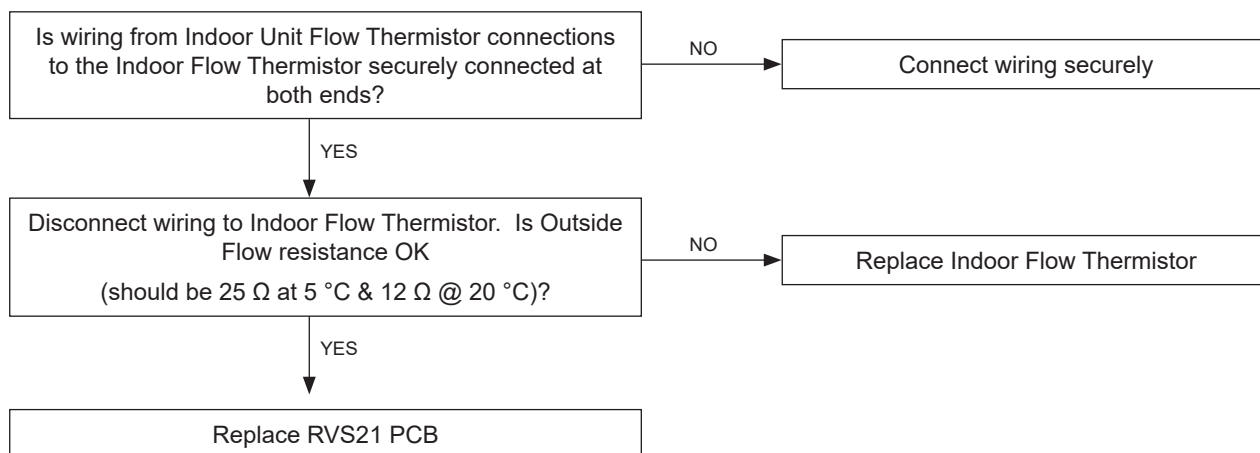 Is wiring from Indoor Unit Flow Thermistor connections
to the Indoor Flow Thermistor securely connected at
both ends?
NO
Connect wiring securely
YES
Disconnect wiring to Indoor Flow Thermistor. Is Outside
Flow resistance OK
(should be 25 Ω at 5 °C & 12 Ω @ 20 °C)?
NO
Replace Indoor Flow Thermistor
YES
Replace RVS21 PCB